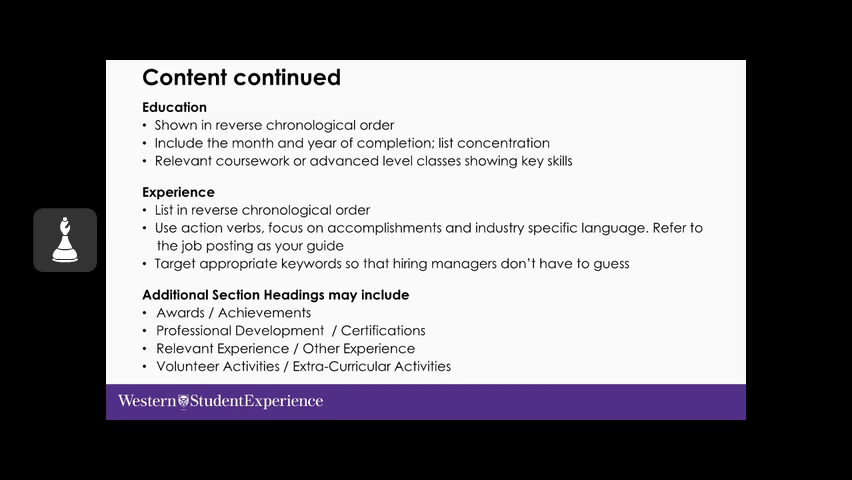 Content continued
Education
• Shown in reverse chronological order
• Include the month and year of completion; list concentration
• Relevant coursework or advanced level classes showing key skills
Experience
• List in reverse chronological order
• Use action verbs, focus on accomplishments and industry specific language. Refer to
the job posting as your guide
• Target appropriate keywords so that hiring managers don't have to guess
Additional Section Headings may include
• Awards / Achievements
• Professional Development / Certifications
• Relevant Experience / Other Experience
• Volunteer Activities / Extra-Curricular Activities
Western StudentExperience